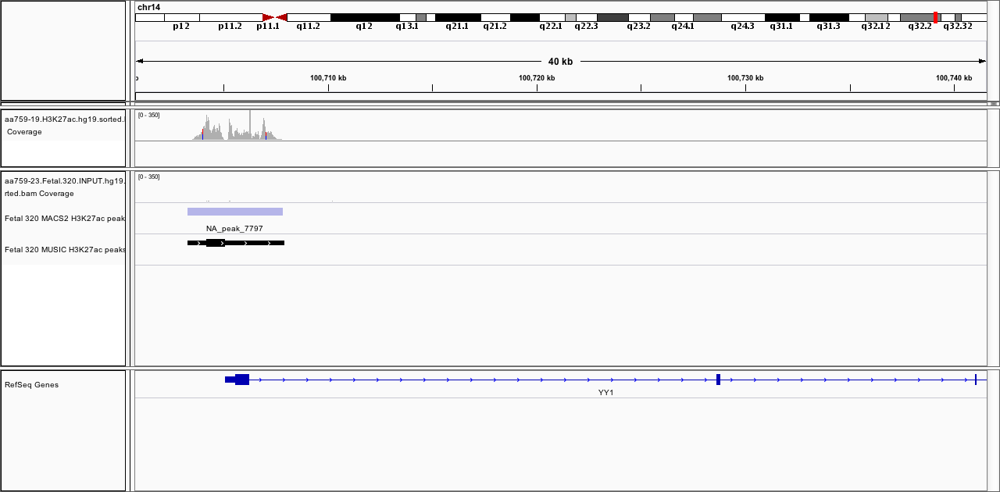 chr14
p12 p11.2 p11.1 q11.2 q12 q13.1 q21.1 q21.2 q22.1 q22.3 q23.2 q24.1 q24.3 q31.1 q31.3 q32.12 q32.2 q32.32
40 kb
100,710 kb 100,720 kb 100,730 kb 100,740 kb
aa759-19.H3K27ac.hg19.sorted.
Coverage
[0 - 350]
aa759-23.Fetal.320.INPUT.hg19.
rted.bam Coverage
[0 - 350]
Fetal 320 MACS2 H3K27ac peak
NA_peak_7797
Fetal 320 MUSIC H3K27ac peaks
RefSeq Genes
YY1